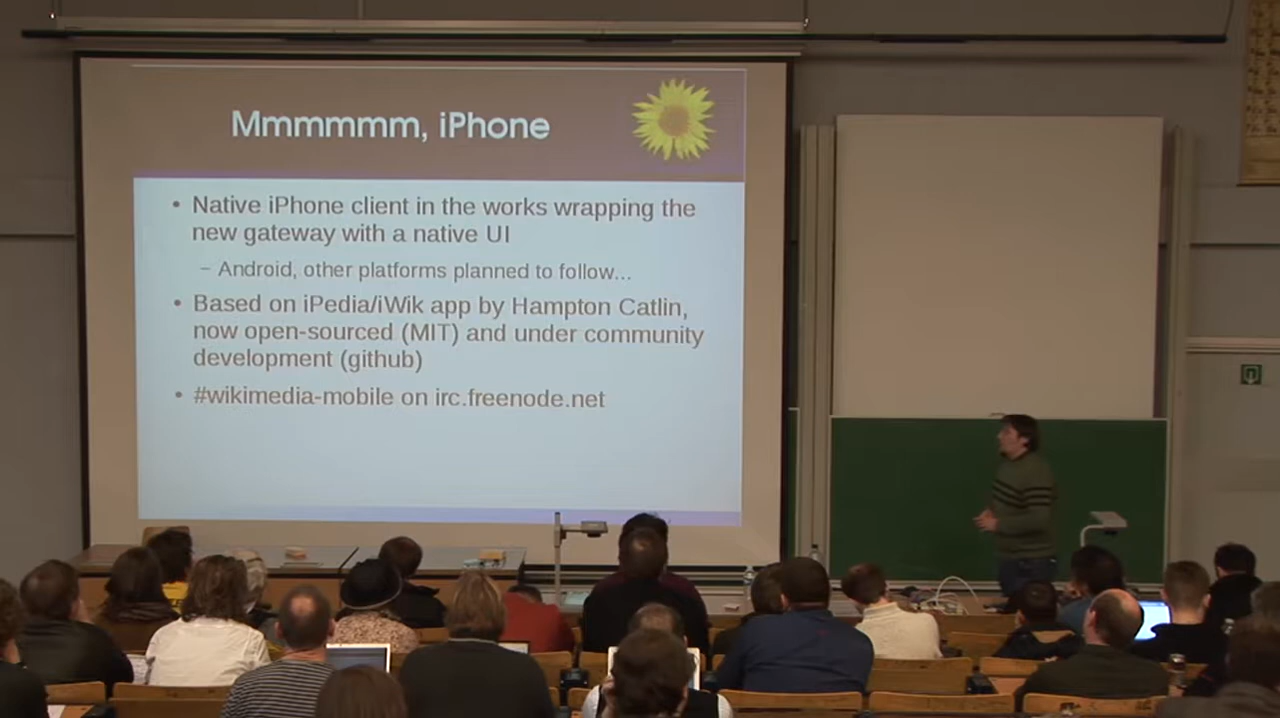 Mmmmmm, iPhone
• Native iPhone client in the works wrapping the
new gateway with a native UI
– Android, other platforms planned to follow...
• Based on iPedia/iWik app by Hampton Catlin,
now open-sourced (MIT) and under community
development (github)
• #wikimedia-mobile on irc.freenode.net